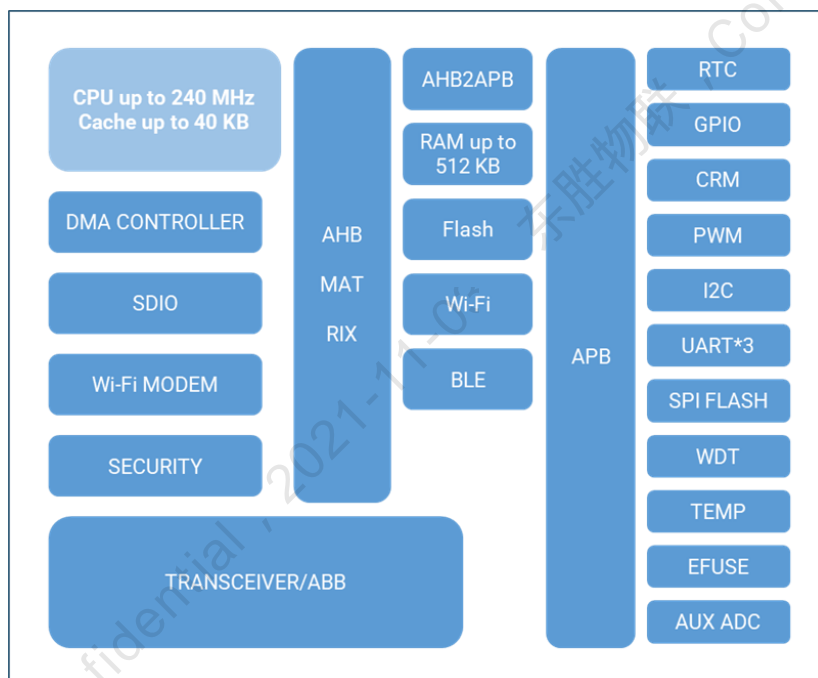 CPU up to 240 MHz
Cache up to 40 KB
DMA CONTROLLER
SDIO
Wi-Fi MODEM
SECURITY
TRANSCEIVER/ABB
AHB
MAT
RIX
AHB2APB
RAM up to
512 KB
Flash
Wi-Fi
BLE
APB
RTC
GPIO
CRM
PWM
I2C
UART*3
SPI FLASH
WDT
TEMP
EFUSE
AUX ADC
fidential , 2021-11-0
东胜物联 , Con